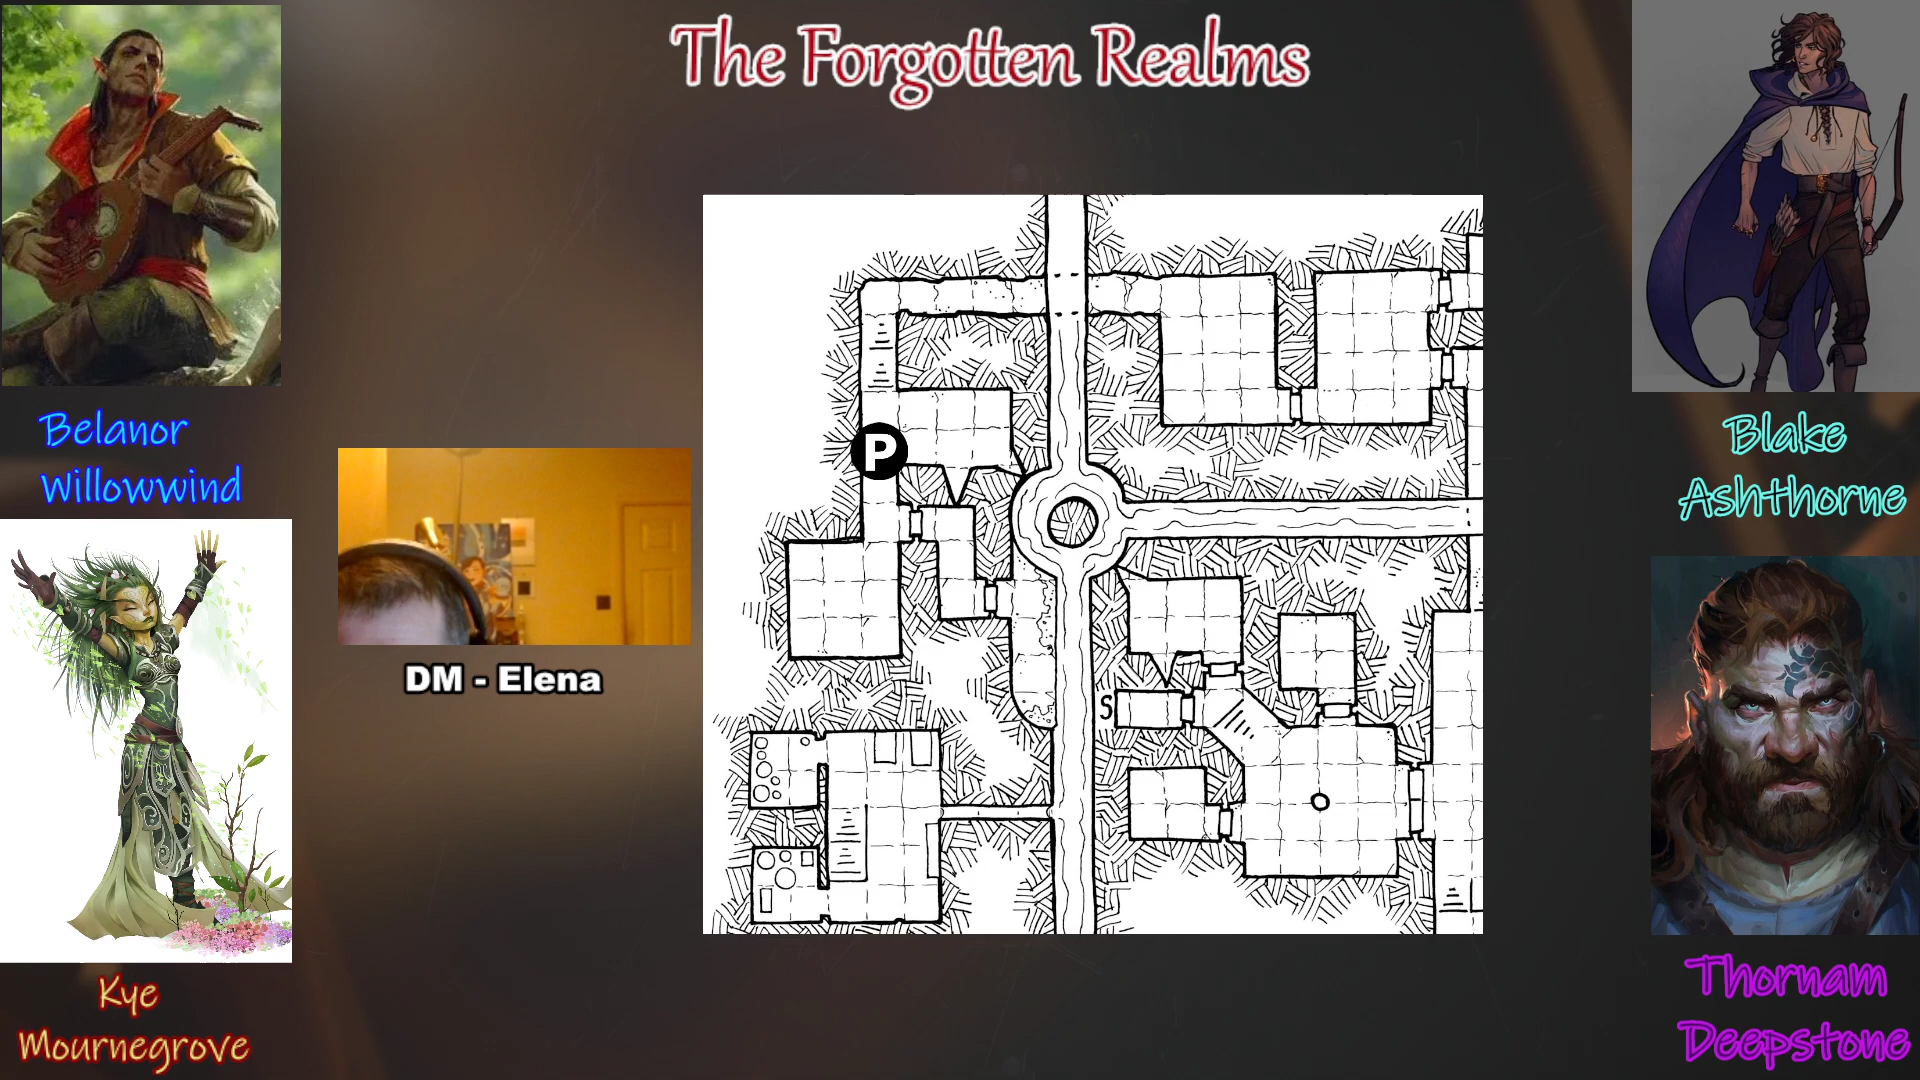 The Forgotten Realms
Belanor
Willowwind
Blake
Ashthorne
P
DM - Elena
S
Kye
Mournegrove
Thornam
Deepstone